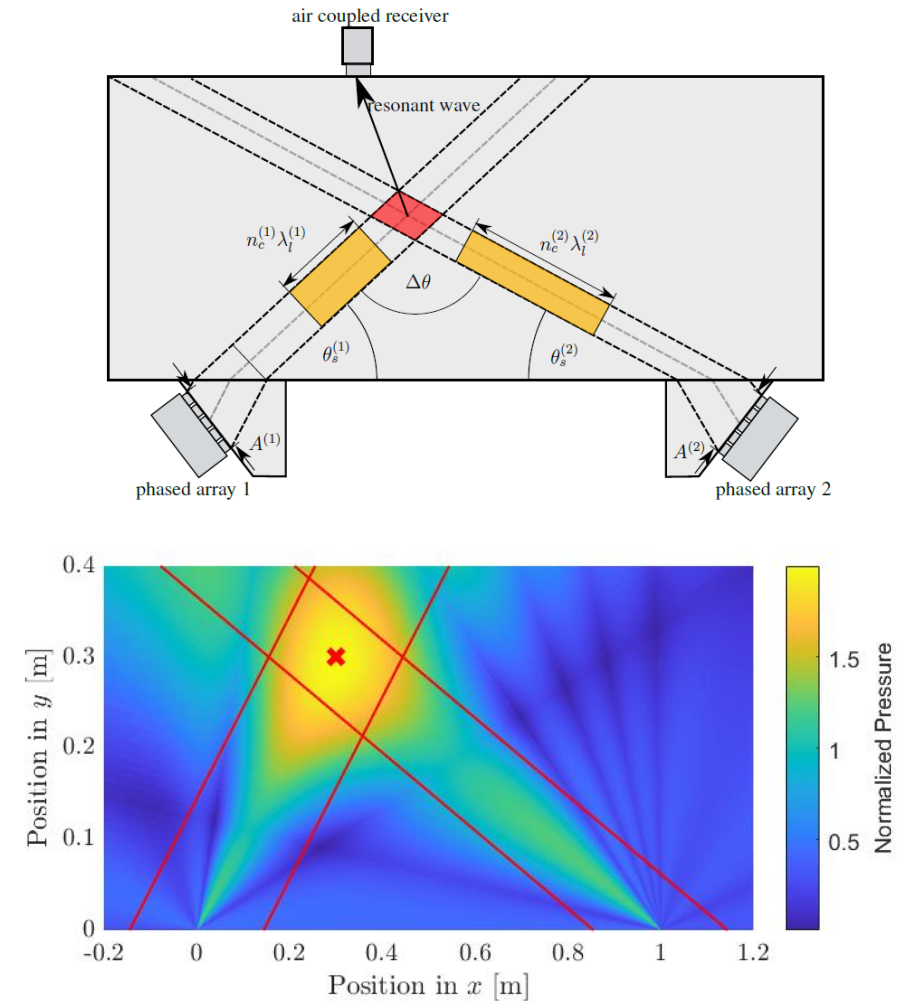 air coupled receiver
resonant wave
n_c^{(1)} λ_l^{(1)}
n_c^{(2)} λ_l^{(2)}
Δθ
θ_s^{(1)}
θ_s^{(2)}
A^{(1)}
A^{(2)}
phased array 1
phased array 2
0.4
0.3
0.2
0.1
0
Position in y [m]
-0.2 0 0.2 0.4 0.6 0.8 1 1.2
Position in x [m]
1.5
1
0.5
Normalized Pressure